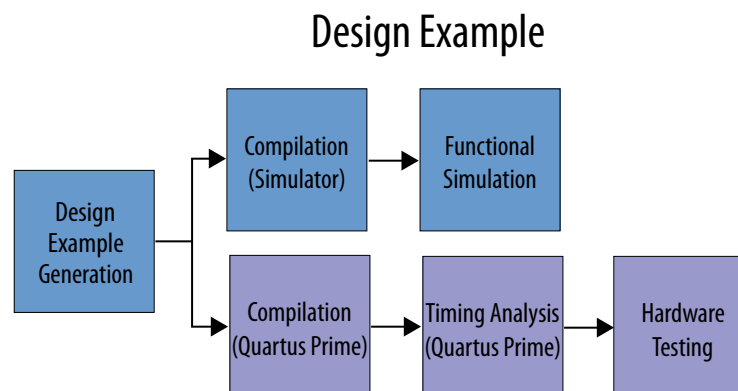 Design Example
Compilation
(Simulator)
Functional
Simulation
Design
Example
Generation
Compilation
(Quartus Prime)
Timing Analysis
(Quartus Prime)
Hardware
Testing